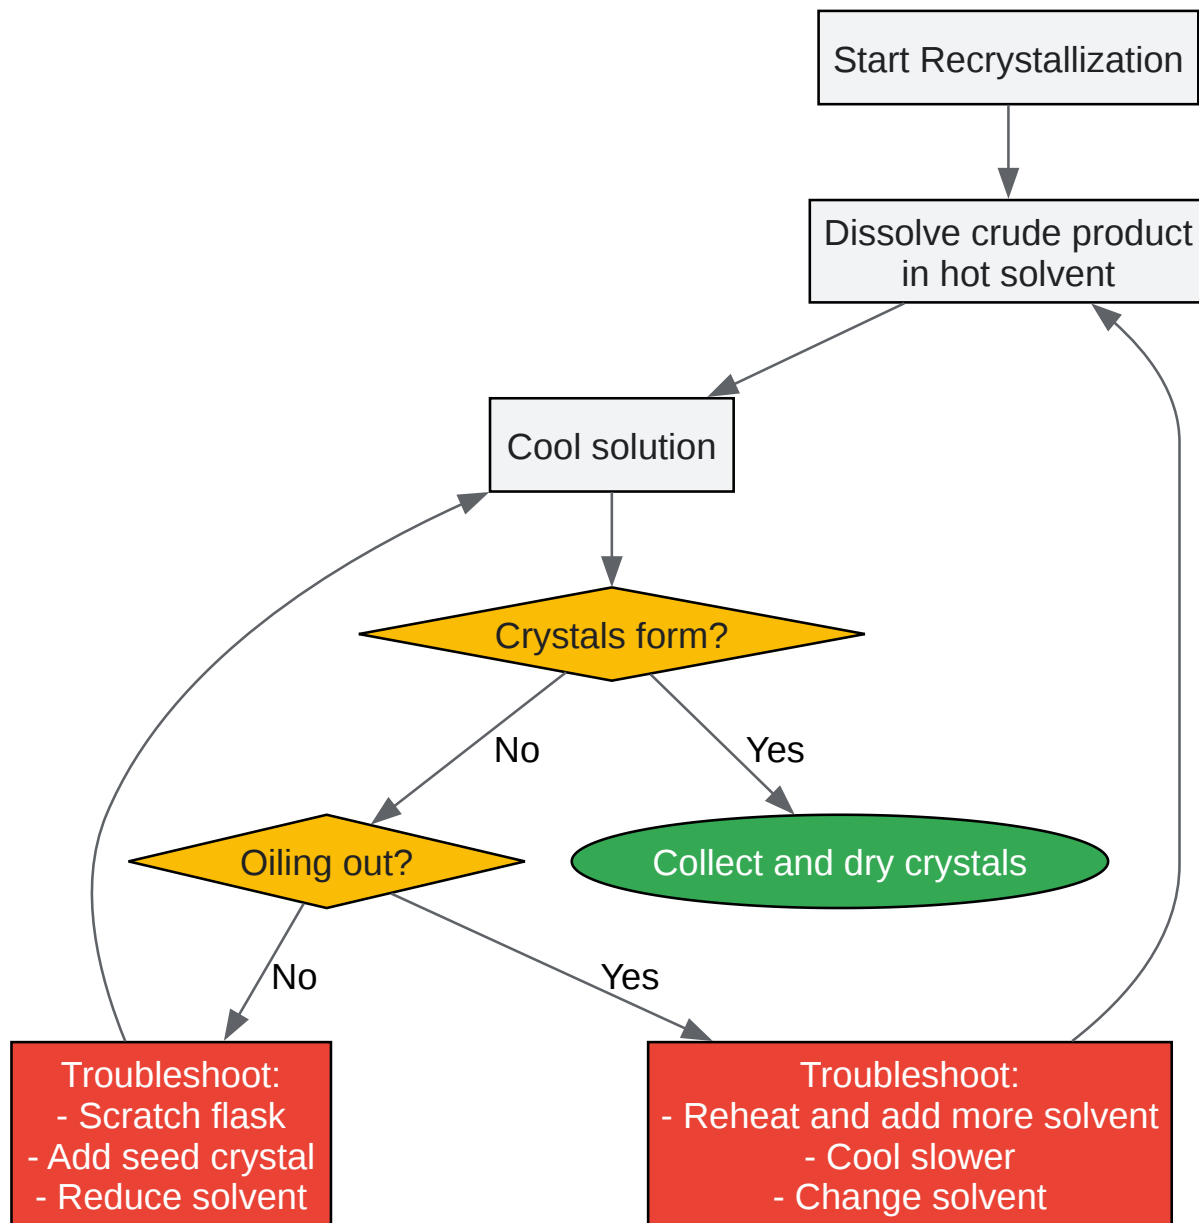 Start Recrystallization
Dissolve crude product
in hot solvent
Cool solution
Crystals form?
No
Yes
Oiling out?
Collect and dry crystals
No
Yes
Troubleshoot:
- Scratch flask
- Add seed crystal
- Reduce solvent
Troubleshoot:
- Reheat and add more solvent
- Cool slower
- Change solvent